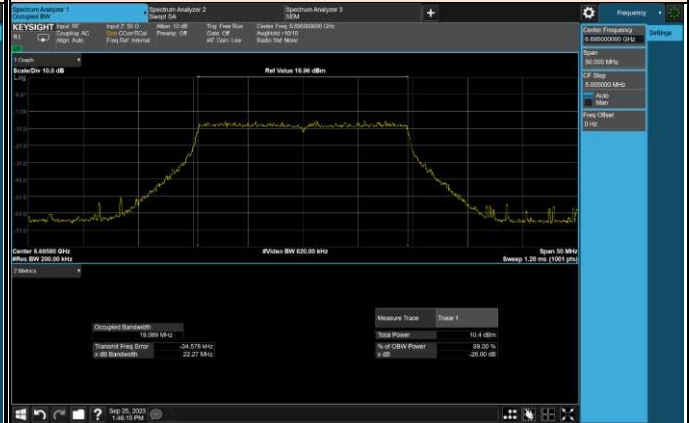 Spectrum Analyzer 1
Occupied BW
Spectrum Analyzer 2
Swept SA
Spectrum Analyzer 3
SEM
+
Frequency
KEYSIGHT
Input: RF
Coupling: AC
Align: Auto
Input Z: 50 Ω
Corr CCorr RCal
Freq Ref: Internal
Atten: 10 dB
Preamp: Off
Trig: Free Run
Gate: Off
#IF Gain: Low
Center Freq: 6.695000000 GHz
Avg|Hold: >10/10
Radio Std: None
Center Frequency
6.695000000 GHz
Settings
Span
50.000 MHz
CF Step
5.000000 MHz
Auto
Man
Freq Offset
0 Hz
1 Graph
Scale/Div 10.0 dB
Ref Value 18.96 dBm
Log
Center 6.69500 GHz
#Res BW 200.00 kHz
#Video BW 620.00 kHz
Span 50 MHz
Sweep 1.20 ms (1001 pts)
2 Metrics
Measure Trace
Trace 1
Occupied Bandwidth
19.089 MHz
Total Power
10.4 dBm
Transmit Freq Error
-34.578 kHz
% of OBW Power
99.00 %
x dB Bandwidth
22.27 MHz
x dB
-26.00 dB
?
Sep 25, 2023
1:46:15 PM